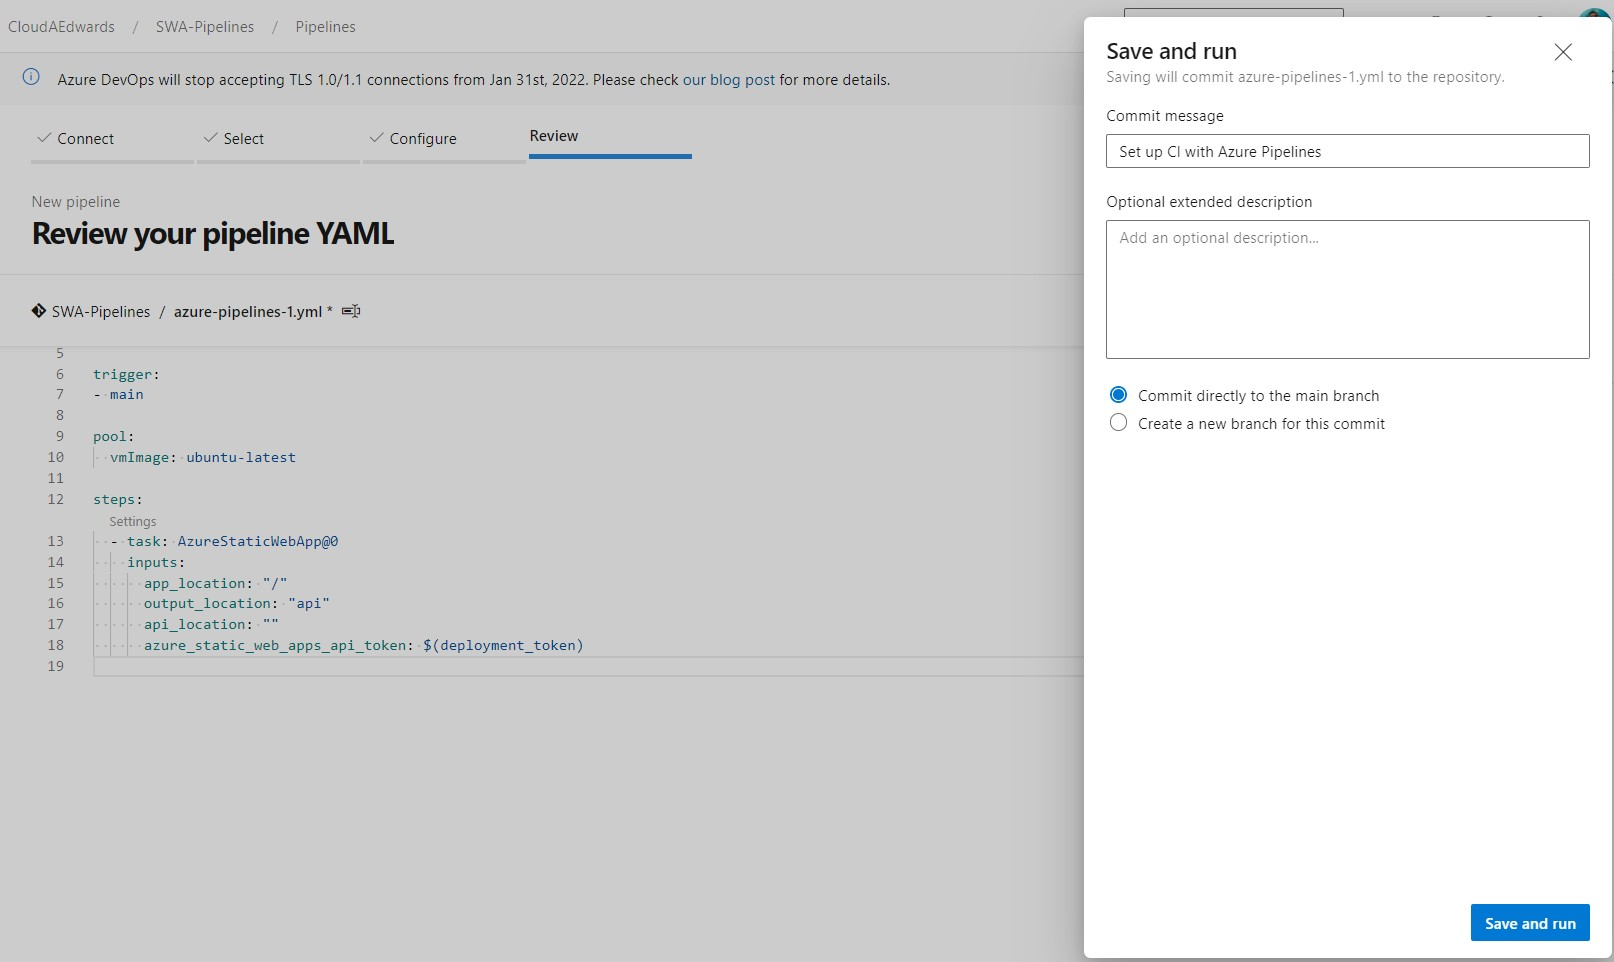 CloudAEdwards / SWA-Pipelines / Pipelines
Azure DevOps will stop accepting TLS 1.0/1.1 connections from Jan 31st, 2022. Please check our blog post for more details.
Connect
Select
Configure
Review
New pipeline
Review your pipeline YAML
SWA-Pipelines / azure-pipelines-1.yml *
5
6 trigger:
7 - main
8
9 pool:
10 vmImage: ubuntu-latest
11
12 steps:
Settings
13 - task: AzureStaticWebApp@0
14 inputs:
15 app_location: "/"
16 output_location: "api"
17 api_location: ""
18 azure_static_web_apps_api_token: $(deployment_token)
19
Save and run
Saving will commit azure-pipelines-1.yml to the repository.
Commit message
Set up CI with Azure Pipelines
Optional extended description
Add an optional description...
Commit directly to the main branch
Create a new branch for this commit
Save and run